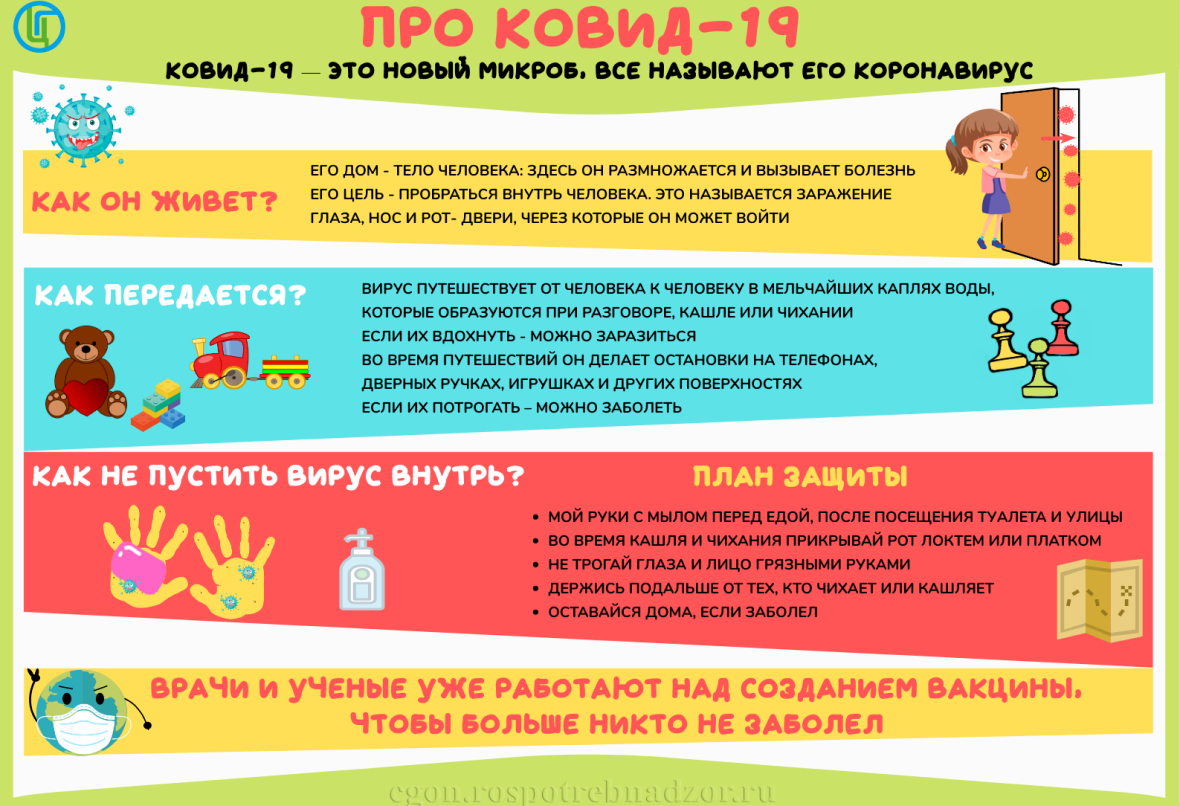 ПРО КОВИД-19
КОВИД-19 — ЭТО НОВЫЙ МИКРОБ, ВСЕ НАЗЫВАЮТ ЕГО КОРОНАВИРУС
КАК ОН ЖИВЕТ?
ЕГО ДОМ - ТЕЛО ЧЕЛОВЕКА: ЗДЕСЬ ОН РАЗМНОЖАЕТСЯ И ВЫЗЫВАЕТ БОЛЕЗНЬ
ЕГО ЦЕЛЬ - ПРОБРАТЬСЯ ВНУТРЬ ЧЕЛОВЕКА. ЭТО НАЗЫВАЕТСЯ ЗАРАЖЕНИЕ
ГЛАЗА, НОС И РОТ- ДВЕРИ, ЧЕРЕЗ КОТОРЫЕ ОН МОЖЕТ ВОЙТИ
КАК ПЕРЕДАЕТСЯ?
ВИРУС ПУТЕШЕСТВУЕТ ОТ ЧЕЛОВЕКА К ЧЕЛОВЕКУ В МЕЛЬЧАЙШИХ КАПЛЯХ ВОДЫ,
КОТОРЫЕ ОБРАЗУЮТСЯ ПРИ РАЗГОВОРЕ, КАШЛЕ ИЛИ ЧИХАНИИ
ЕСЛИ ИХ ВДОХНУТЬ - МОЖНО ЗАРАЗИТЬСЯ
ВО ВРЕМЯ ПУТЕШЕСТВИЙ ОН ДЕЛАЕТ ОСТАНОВКИ НА ТЕЛЕФОНАХ,
ДВЕРНЫХ РУЧКАХ, ИГРУШКАХ И ДРУГИХ ПОВЕРХНОСТЯХ
ЕСЛИ ИХ ПОТРОГАТЬ – МОЖНО ЗАБОЛЕТЬ
КАК НЕ ПУСТИТЬ ВИРУС ВНУТРЬ?
ПЛАН ЗАЩИТЫ
• МОЙ РУКИ С МЫЛОМ ПЕРЕД ЕДОЙ, ПОСЛЕ ПОСЕЩЕНИЯ ТУАЛЕТА И УЛИЦЫ
• ВО ВРЕМЯ КАШЛЯ И ЧИХАНИЯ ПРИКРЫВАЙ РОТ ЛОКТЕМ ИЛИ ПЛАТКОМ
• НЕ ТРОГАЙ ГЛАЗА И ЛИЦО ГРЯЗНЫМИ РУКАМИ
• ДЕРЖИСЬ ПОДАЛЬШЕ ОТ ТЕХ, КТО ЧИХАЕТ ИЛИ КАШЛЯЕТ
• ОСТАВАЙСЯ ДОМА, ЕСЛИ ЗАБОЛЕЛ
ВРАЧИ И УЧЕНЫЕ УЖЕ РАБОТАЮТ НАД СОЗДАНИЕМ ВАКЦИНЫ,
ЧТОБЫ БОЛЬШЕ НИКТО НЕ ЗАБОЛЕЛ
cgon.rospotrebnadzor.ru